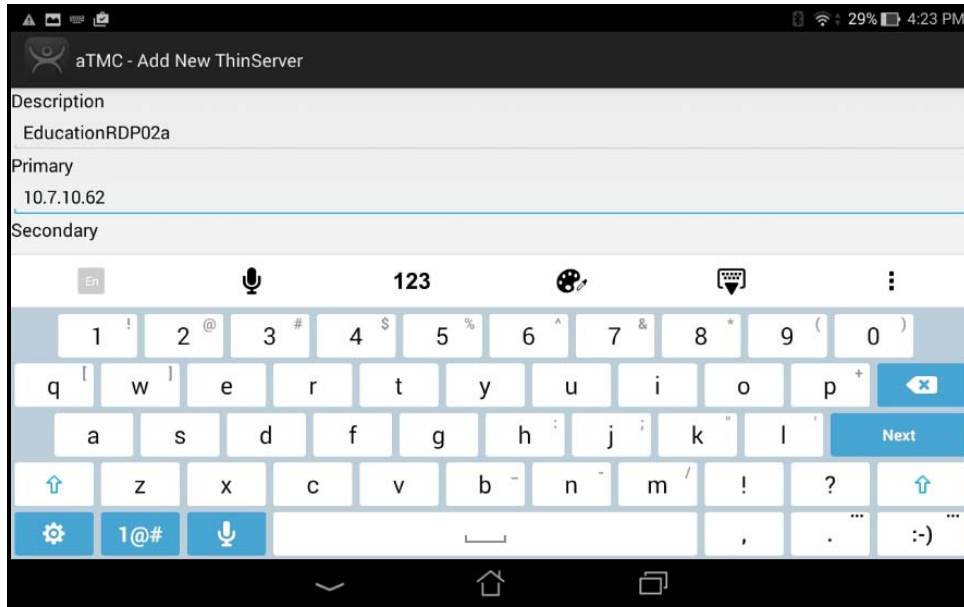 29% 4:23 PM
aTMC - Add New ThinServer
Description
EducationRDP02a
Primary
10.7.10.62
Secondary
En 123
1 ! 2 @ 3 # 4 $ 5 % 6 ^ 7 & 8 * 9 ( 0 )
q [ w ] e r t y u i o p +
a s d f g h : j ; k " l ' Next
z x c v b _ n - m / ! ?
1@# , . ... :-) ...